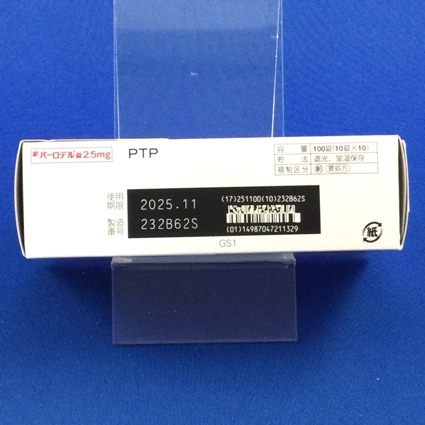 劇 パーロデル錠2.5mg
PTP
容量 100錠(10錠×10)
貯法 遮光、室温保存
規制区分 (劇) (要処方)
使用期限 2025.11
製造番号 232B62S
(17)251100(10)232B62S
(01)14987047211329
GS1
紙